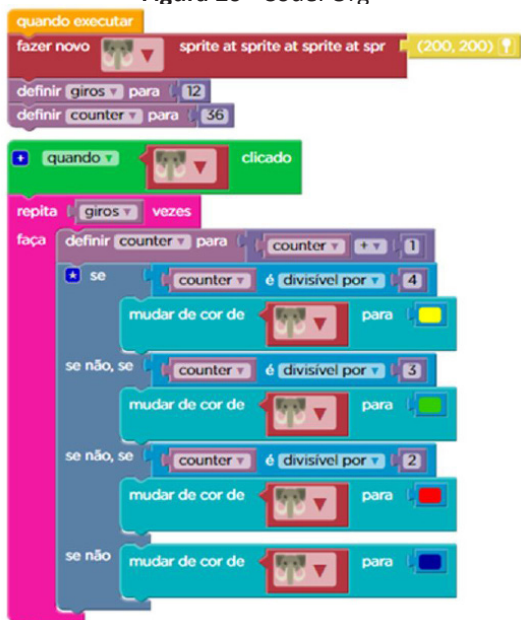 quando executar
fazer novo sprite at sprite at sprite at spr (200, 200)
definir giros para 12
definir counter para 36
quando clicado
repita giros vezes
faça definir counter para counter + 1
se counter é divisível por 4
mudar de cor de para
se não, se counter é divisível por 3
mudar de cor de para
se não, se counter é divisível por 2
mudar de cor de para
se não mudar de cor de para